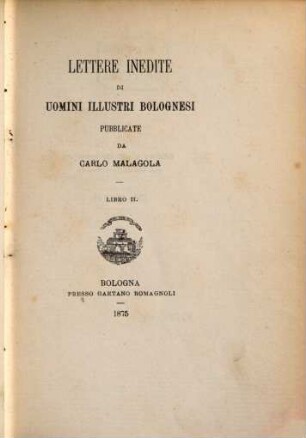 LETTERE INEDITE
DI
UOMINI ILLUSTRI BOLOGNESI
PUBBLICATE
DA
CARLO MALAGOLA
LIBRO II.
BOLOGNA
PRESSO GAETANO ROMAGNOLI
1875